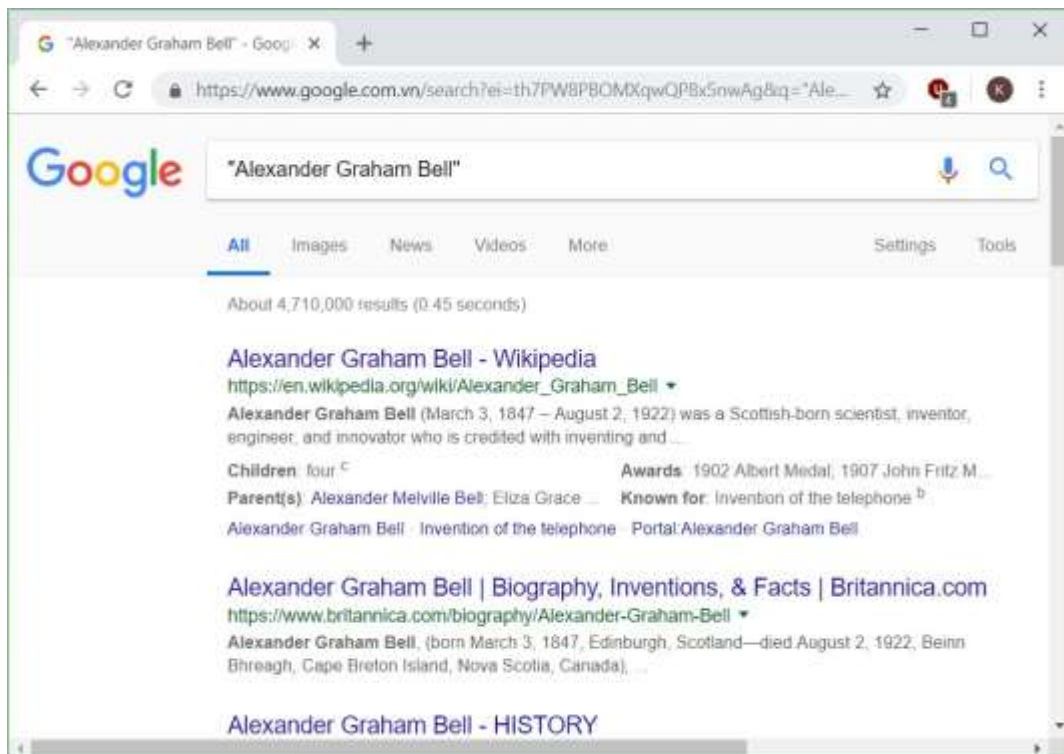 "Alexander Graham Bell" - Goog
https://www.google.com.vn/search?ei=th7PW8PBOMXqwQP8x5nwAg&q="Ale...
K
Google
"Alexander Graham Bell"
All Images News Videos More Settings Tools
About 4,710,000 results (0.45 seconds)
Alexander Graham Bell - Wikipedia
https://en.wikipedia.org/wiki/Alexander_Graham_Bell
Alexander Graham Bell (March 3, 1847 – August 2, 1922) was a Scottish-born scientist, inventor,
engineer, and innovator who is credited with inventing and ...
Children: four c Awards: 1902 Albert Medal, 1907 John Fritz M...
Parent(s): Alexander Melville Bell; Eliza Grace ... Known for: Invention of the telephone b
Alexander Graham Bell · Invention of the telephone · Portal:Alexander Graham Bell
Alexander Graham Bell | Biography, Inventions, & Facts | Britannica.com
https://www.britannica.com/biography/Alexander-Graham-Bell
Alexander Graham Bell, (born March 3, 1847, Edinburgh, Scotland—died August 2, 1922, Beinn
Bhreagh, Cape Breton Island, Nova Scotia, Canada), ...
Alexander Graham Bell - HISTORY